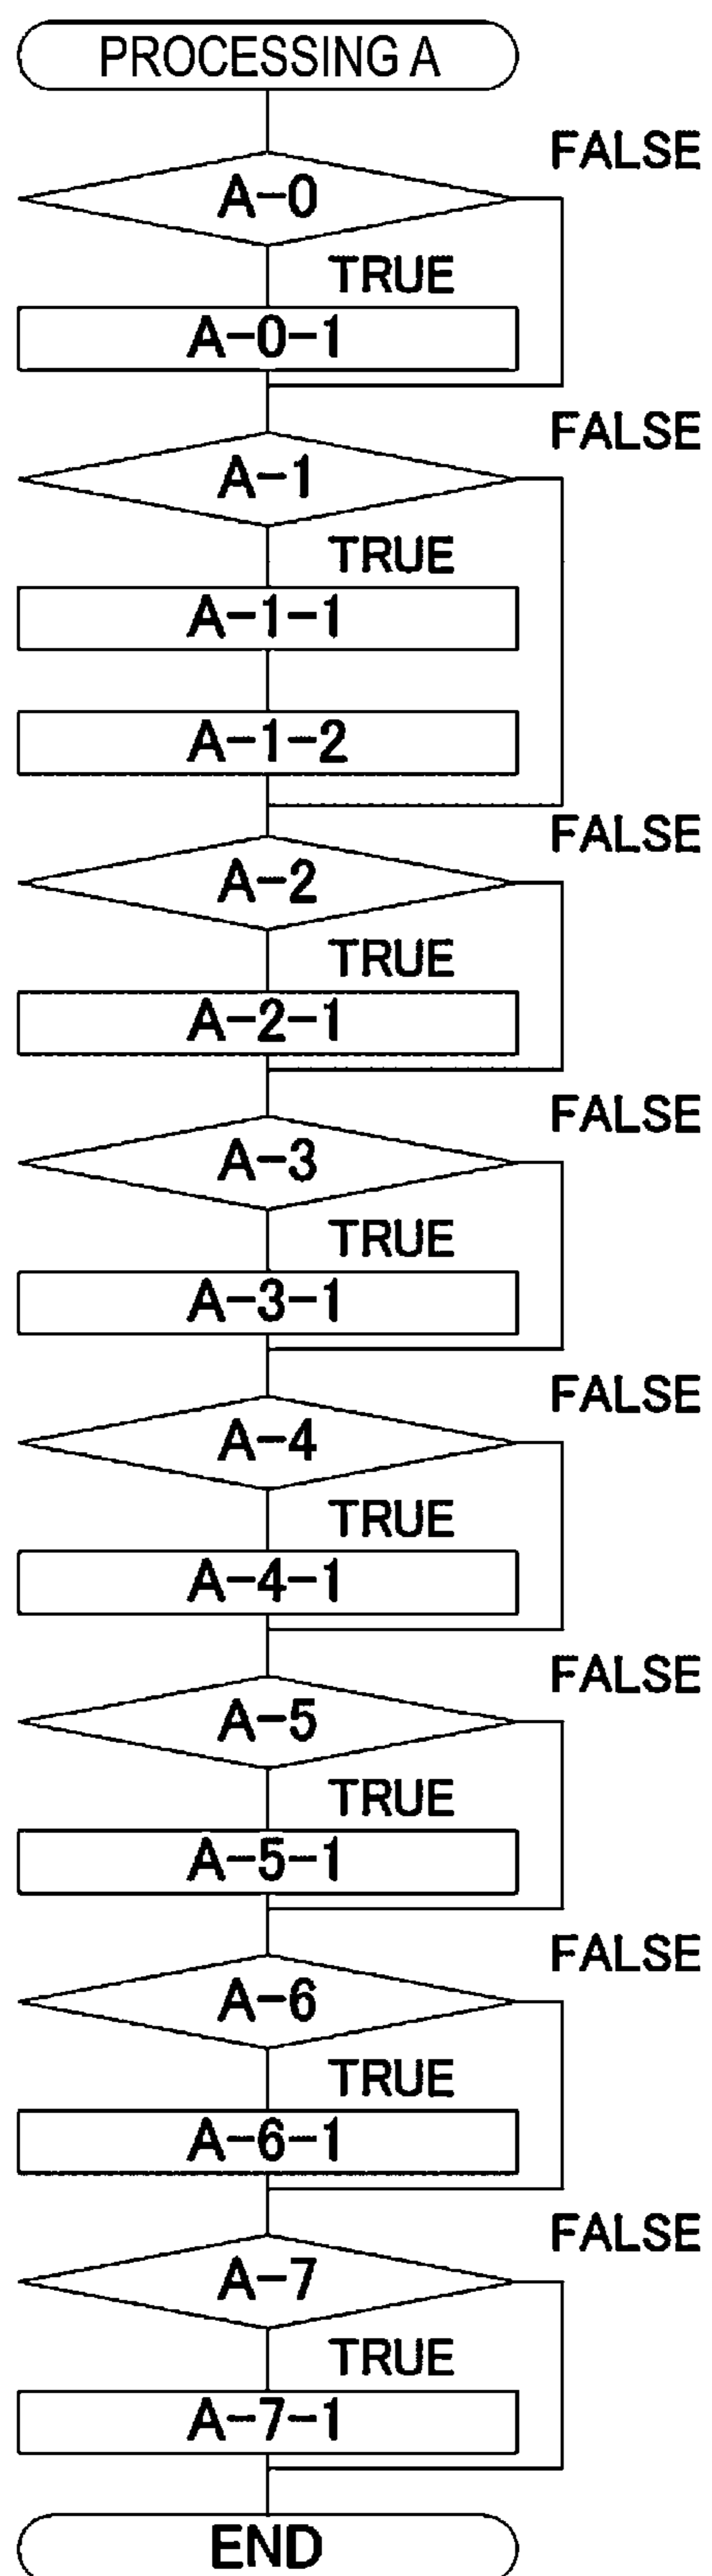 PROCESSING A
FALSE
A-0
TRUE
A-0-1
FALSE
A-1
TRUE
A-1-1
A-1-2
FALSE
A-2
TRUE
A-2-1
FALSE
A-3
TRUE
A-3-1
FALSE
A-4
TRUE
A-4-1
FALSE
A-5
TRUE
A-5-1
FALSE
A-6
TRUE
A-6-1
FALSE
A-7
TRUE
A-7-1
END